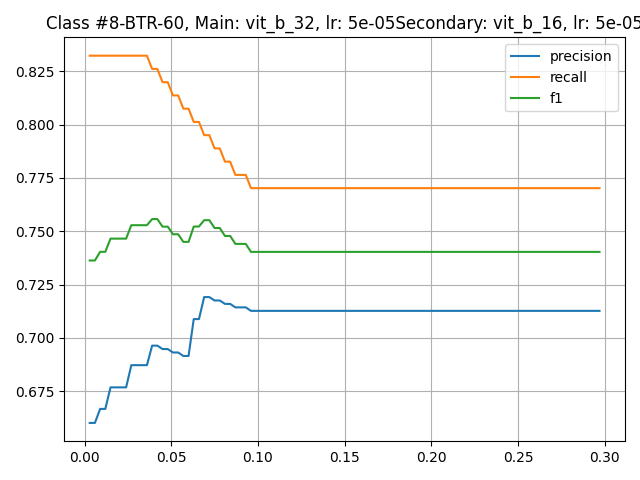 Class #8-BTR-60, Main: vit_b_32, lr: 5e-05Secondary: vit_b_16, lr: 5e-05
precision
recall
f1
0.825
0.800
0.775
0.750
0.725
0.700
0.675
0.00 0.05 0.10 0.15 0.20 0.25 0.30